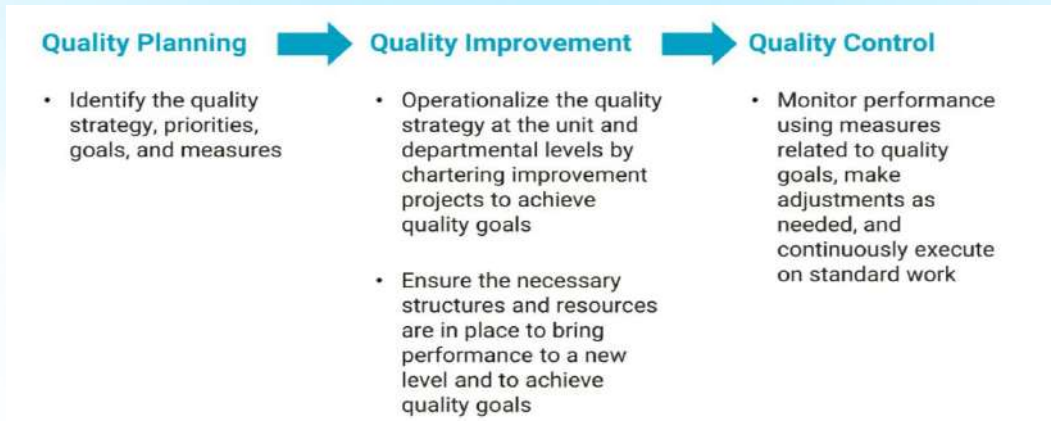 Quality Planning
Quality Improvement
Quality Control
• Identify the quality
strategy, priorities,
goals, and measures
• Operationalize the quality
strategy at the unit and
departmental levels by
chartering improvement
projects to achieve
quality goals
• Ensure the necessary
structures and resources
are in place to bring
performance to a new
level and to achieve
quality goals
• Monitor performance
using measures
related to quality
goals, make
adjustments as
needed, and
continuously execute
on standard work